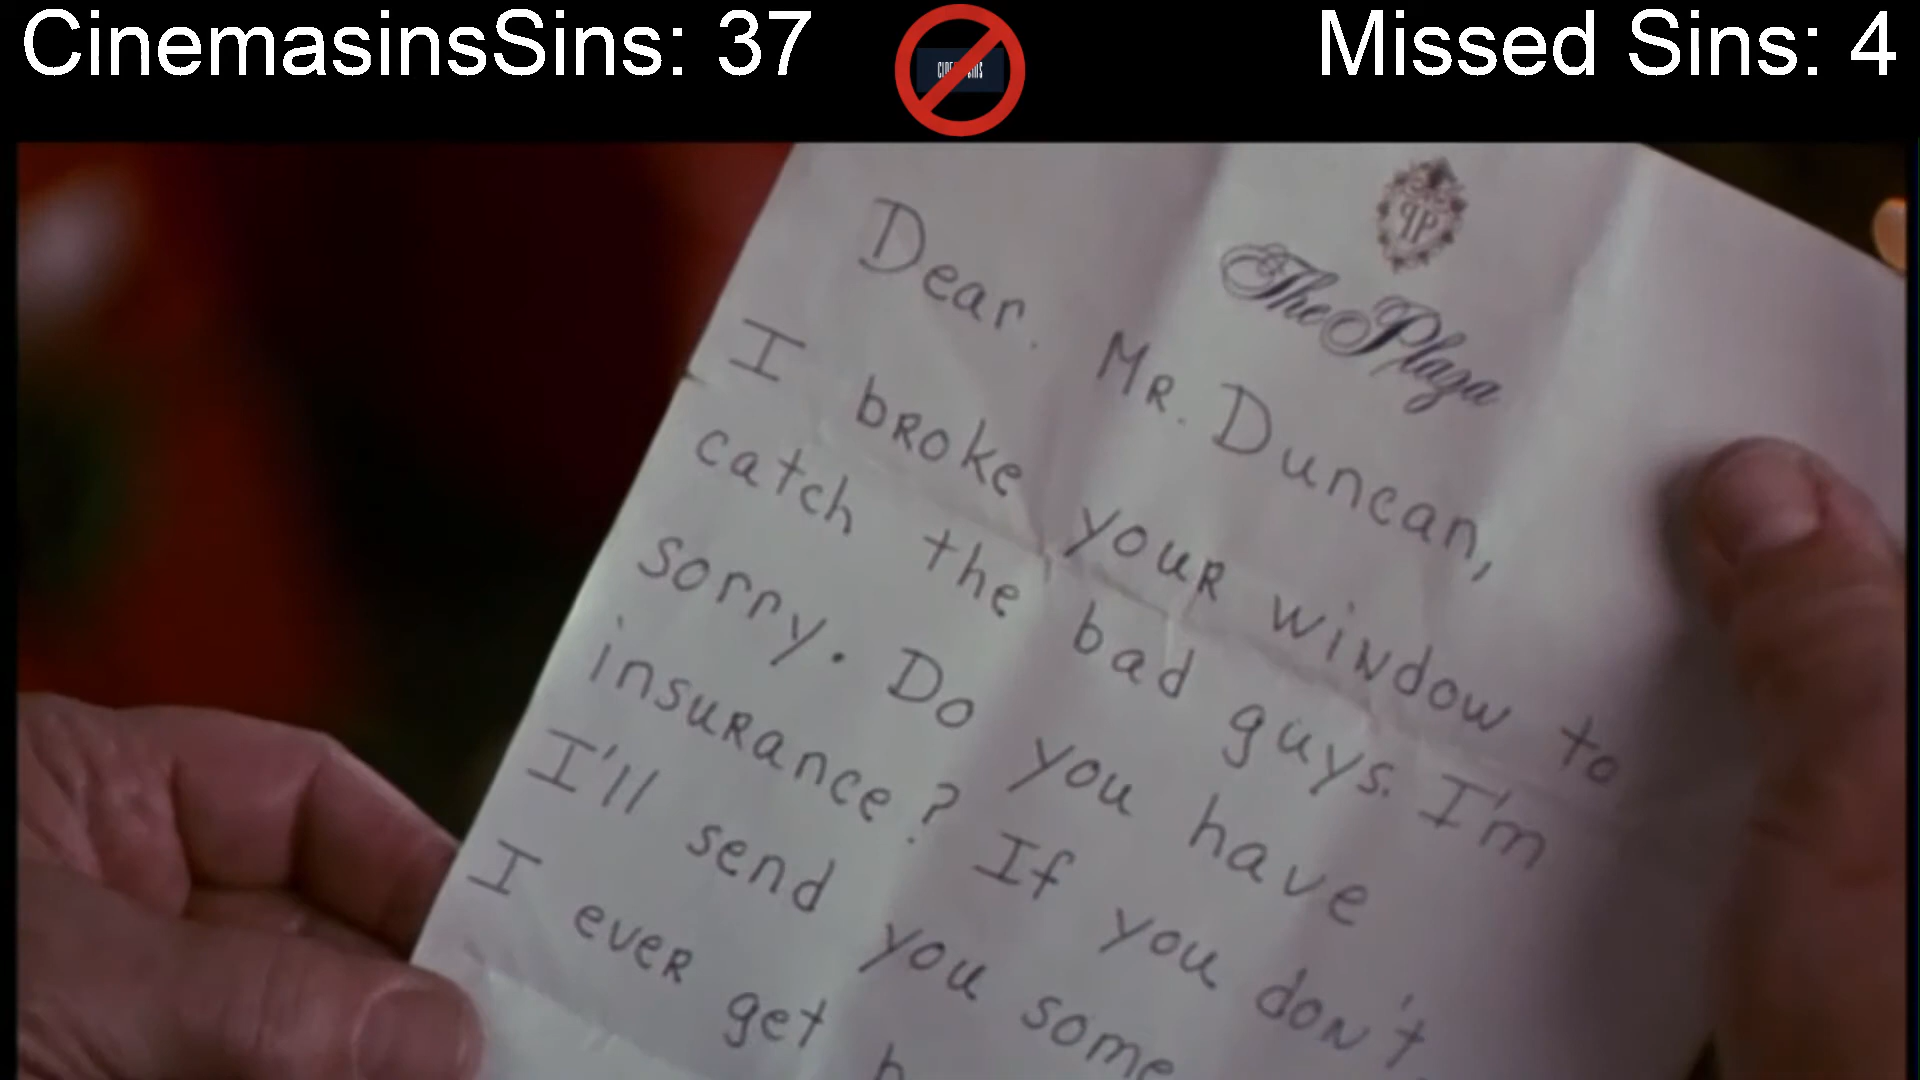 CinemasinsSins: 37
Missed Sins: 4
The Plaza
Dear. MR. Duncan,
I broke your window to
catch the bad guys. I'm
sorry. Do you have
insurance? If you don't,
I'll send you some
I ever get